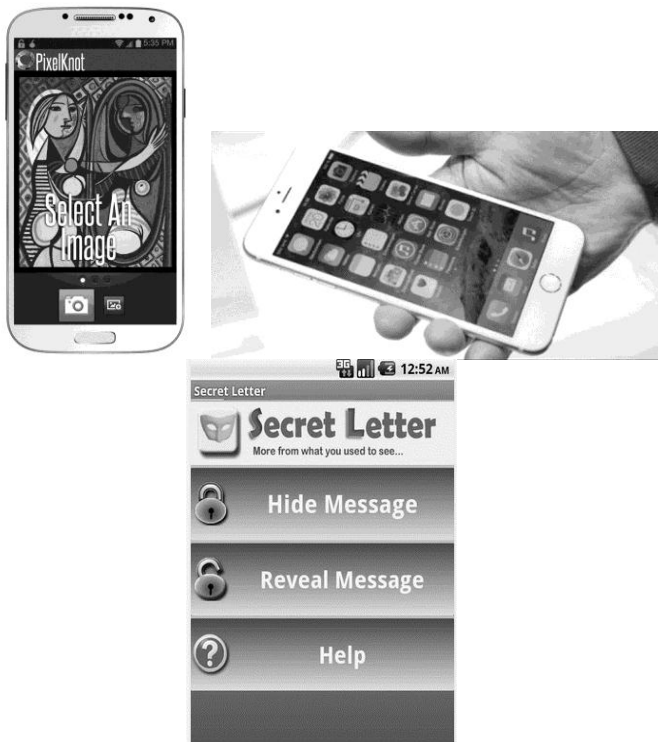 5:35 PM
PixelKnot
Select An
Image
3G 12:52 AM
Secret Letter
Secret Letter
More from what you used to see...
Hide Message
Reveal Message
Help